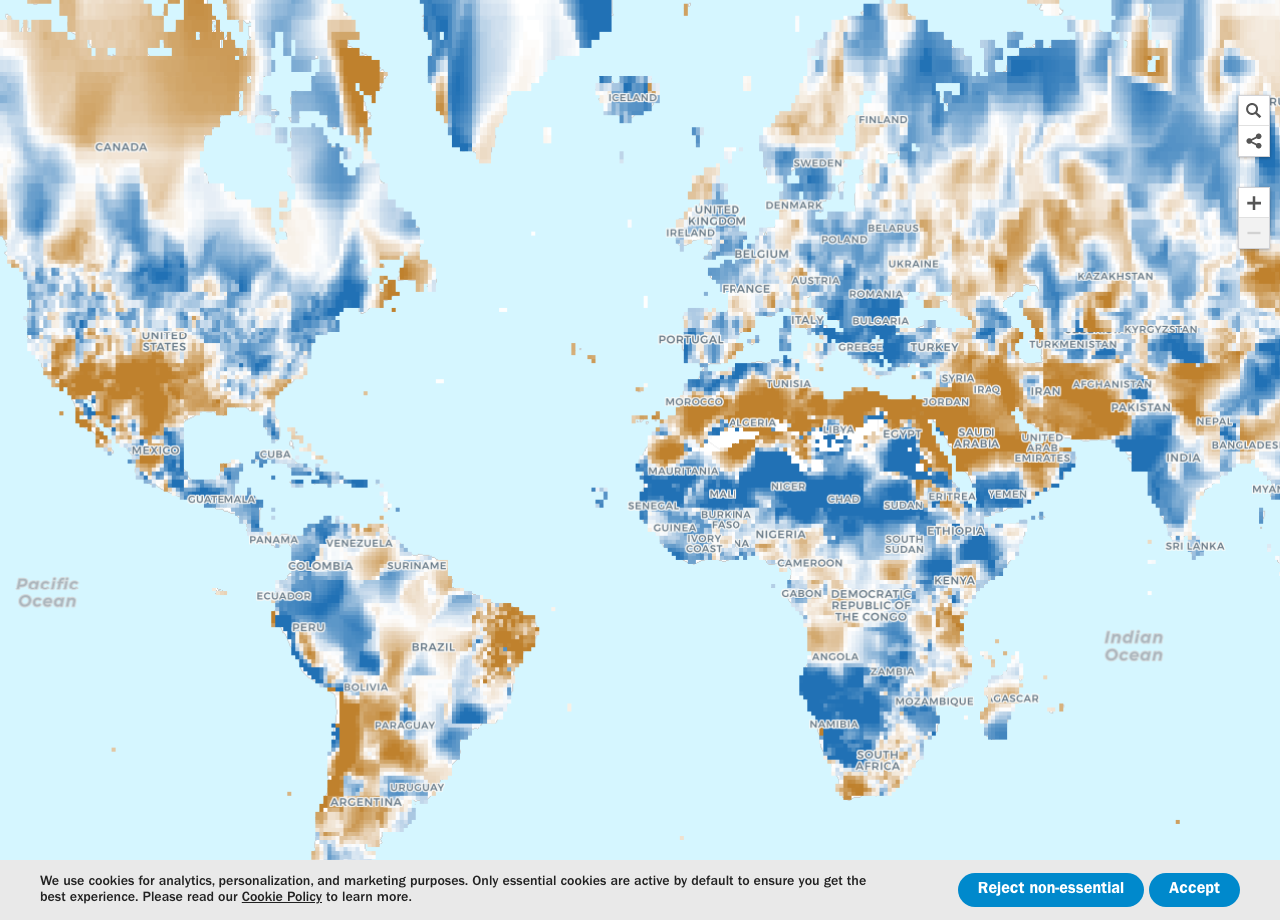 ICELAND
CANADA
FINLAND
SWEDEN
DENMARK
UNITED
KINGDOM
IRELAND
BELARUS
POLAND
BELGIUM
UKRAINE
KAZAKHSTAN
AUSTRIA
FRANCE
ROMANIA
ITALY
BULGARIA
KYRGYZSTAN
UNITED
STATES
PORTUGAL
GREECE
TURKEY
TURKMENISTAN
SYRIA
TUNISIA
IRAQ
IRAN
AFGHANISTAN
MOROCCO
JORDAN
PAKISTAN
ALGERIA
LIBYA
EGYPT
SAUDI
ARABIA
UNITED
ARAB
EMIRATES
NEPAL
BANGLADESH
MEXICO
CUBA
INDIA
MAURITANIA
NIGER
MALI
CHAD
SUDAN
ERITREA
YEMEN
GUATEMALA
SENEGAL
BURKINA
FASO
GUINEA
IVORY
COAST
NIGERIA
ETHIOPIA
SOUTH
SUDAN
SRI LANKA
PANAMA
VENEZUELA
COLOMBIA
SURINAME
CAMEROON
Pacific
Ocean
ECUADOR
GABON
DEMOCRATIC
REPUBLIC OF
THE CONGO
KENYA
PERU
BRAZIL
Indian
Ocean
ANGOLA
ZAMBIA
BOLIVIA
MOZAMBIQUE
GASCAR
PARAGUAY
NAMIBIA
SOUTH
AFRICA
URUGUAY
ARGENTINA
We use cookies for analytics, personalization, and marketing purposes. Only essential cookies are active by default to ensure you get the
best experience. Please read our Cookie Policy to learn more.
Reject non-essential
Accept